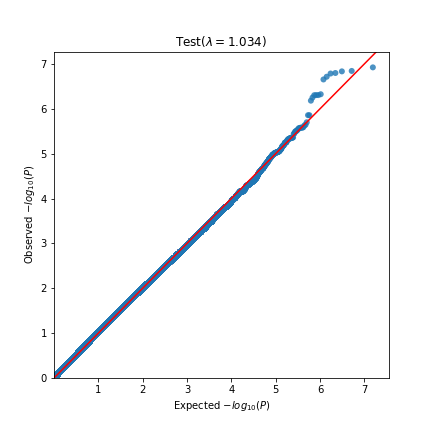 Test(λ = 1.034)
7
6
5
4
3
2
1
0
Observed −log₁₀(P)
1 2 3 4 5 6 7
Expected −log₁₀(P)